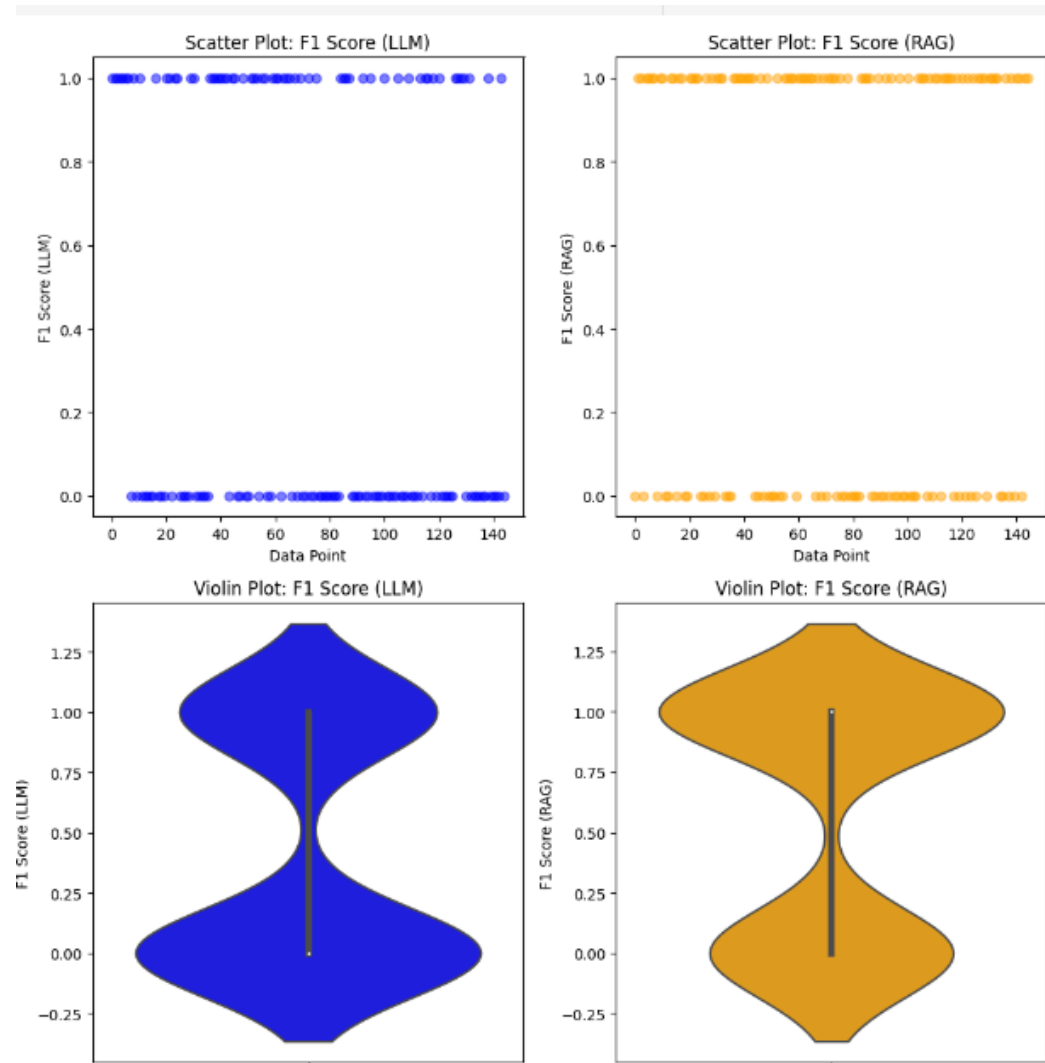 Scatter Plot: F1 Score (LLM)
F1 Score (LLM)
1.0
0.8
0.6
0.4
0.2
0.0
0 20 40 60 80 100 120 140
Data Point
Scatter Plot: F1 Score (RAG)
F1 Score (RAG)
1.0
0.8
0.6
0.4
0.2
0.0
0 20 40 60 80 100 120 140
Data Point
Violin Plot: F1 Score (LLM)
F1 Score (LLM)
1.25
1.00
0.75
0.50
0.25
0.00
−0.25
Violin Plot: F1 Score (RAG)
F1 Score (RAG)
1.25
1.00
0.75
0.50
0.25
0.00
−0.25